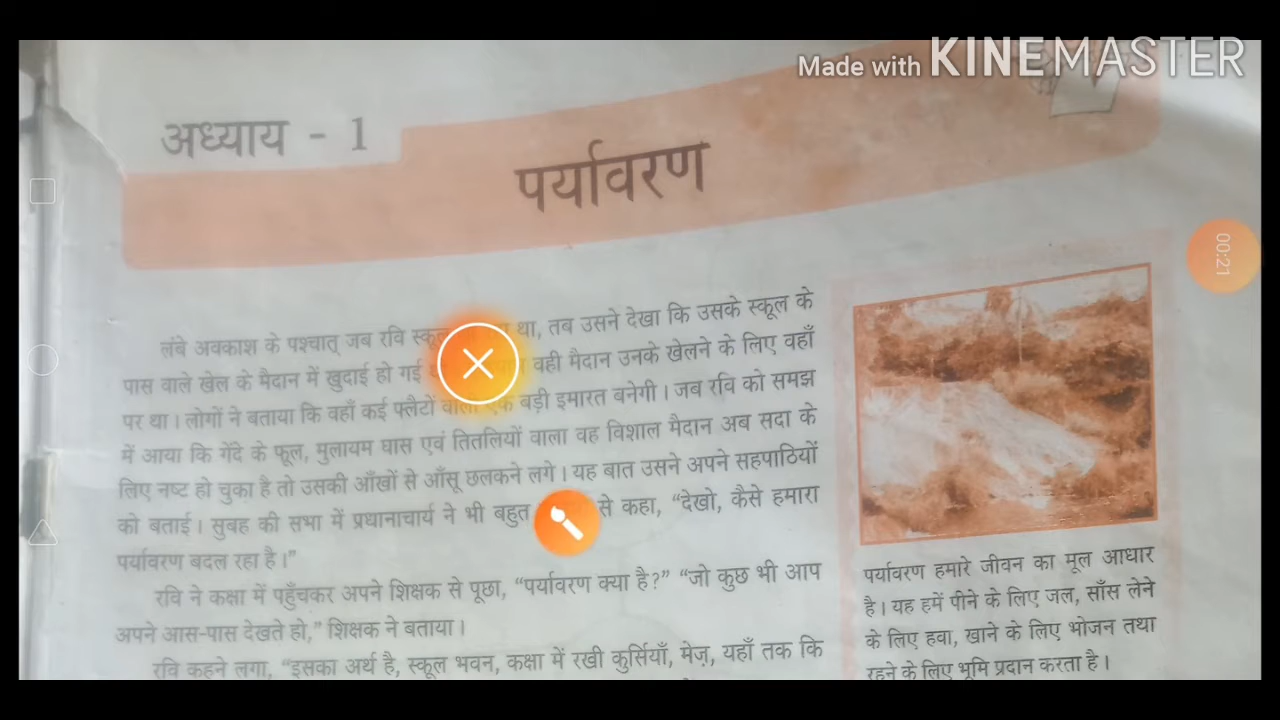 Made with KINEMASTER
अध्याय - 1
पर्यावरण
00:21
लंबे अवकाश के पश्चात् जब रवि था, तब उसने देखा कि उसके स्कूल के
पास वाले खेल के मैदान में खुदाई हो गई वही मैदान उनके खेलने के लिए वहाँ
पर था। लोगों ने बताया कि वहाँ कई फ्लैटों वाली एक बड़ी इमारत बनेगी। जब रवि को समझ
में आया कि गेंदे के फूल, मुलायम घास एवं तितलियों वाला वह विशाल मैदान अब सदा के
लिए नष्ट हो चुका है तो उसकी आँखों से आँसू छलकने लगे। यह बात उसने अपने सहपाठियों
को बताई। सुबह की सभा में प्रधानाचार्य ने भी बहुत से कहा, “देखो, कैसे हमारा
पर्यावरण बदल रहा है।”
रवि ने कक्षा में पहुँचकर अपने शिक्षक से पूछा, “पर्यावरण क्या है?” “जो कुछ भी आप
अपने आस-पास देखते हो,” शिक्षक ने बताया।
रवि कहने लगा, “इसका अर्थ है, स्कूल भवन, कक्षा में रखी कुर्सियाँ, मेज़, यहाँ तक कि
पर्यावरण हमारे जीवन का मूल आधार
है। यह हमें पीने के लिए जल, साँस लेने
के लिए हवा, खाने के लिए भोजन तथा
रहने के लिए भूमि प्रदान करता है।